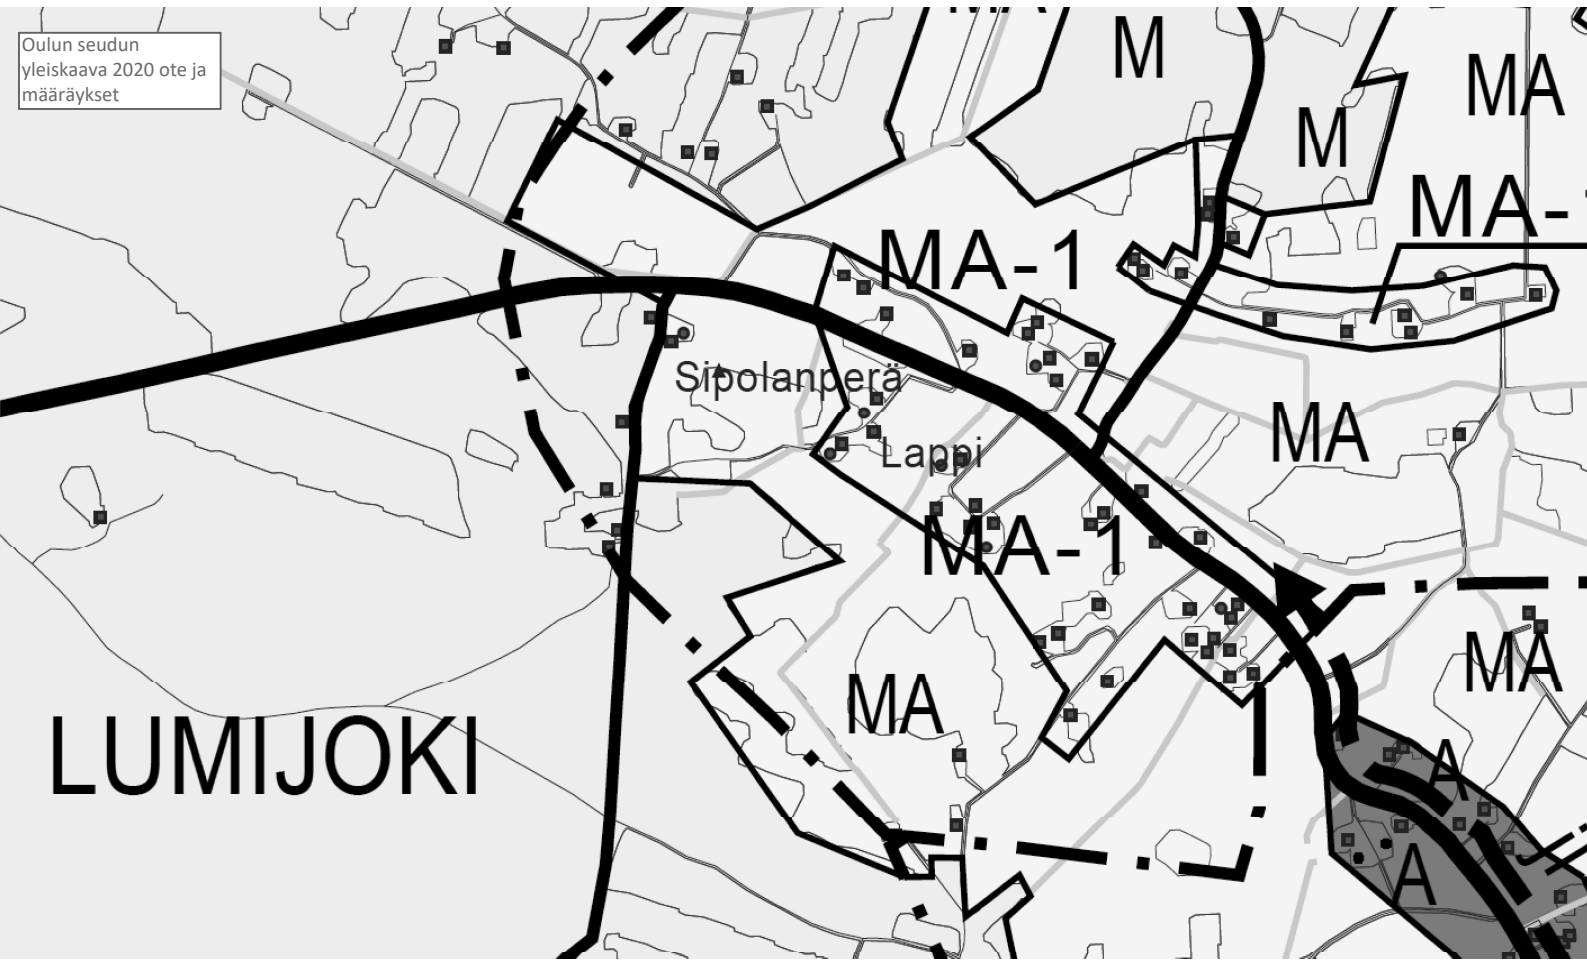 Oulun seudun
yleiskaava 2020 ote ja
määräykset
MA
M
MA
M
MA-1
MA-1
Sipolanperä
MA
Lappi
MA-1
MA
MA
LUMIJOKI
A
A